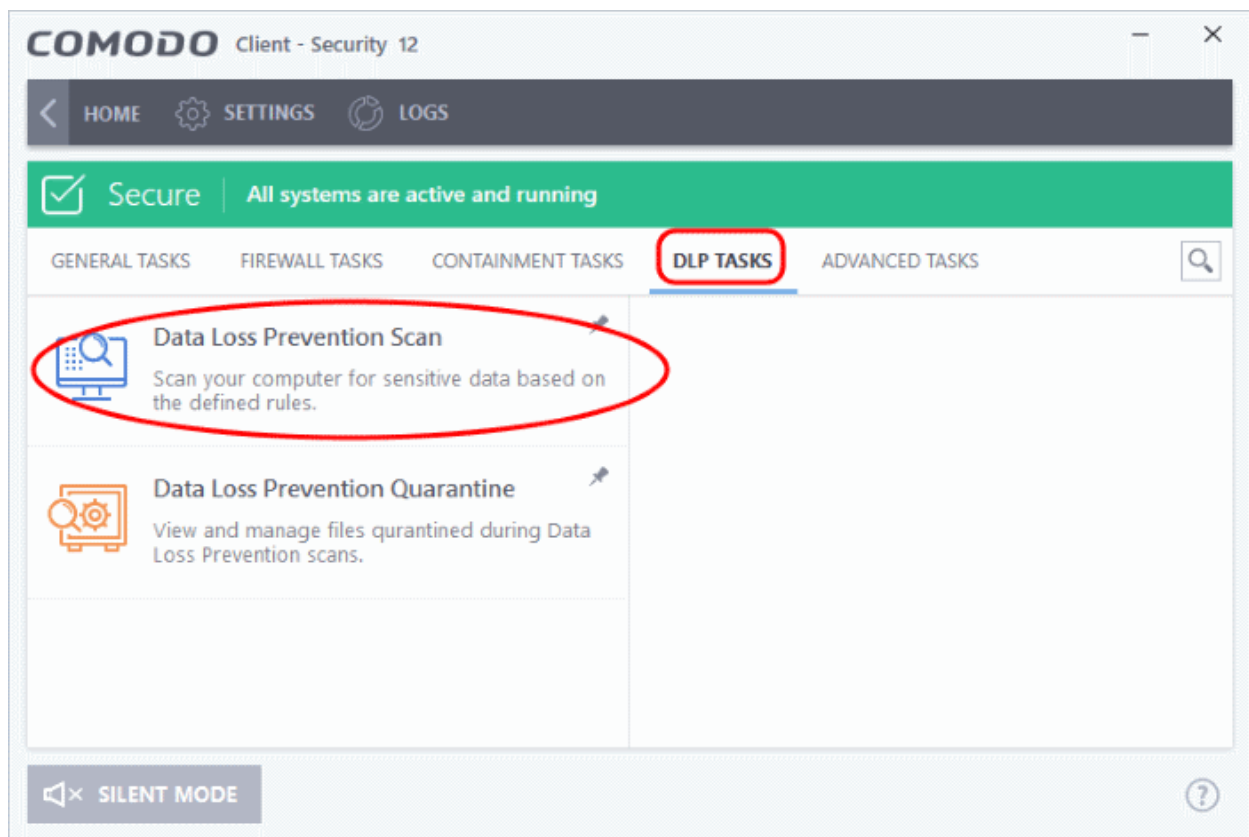 COMODO Client - Security 12
HOME SETTINGS LOGS
Secure All systems are active and running
GENERAL TASKS FIREWALL TASKS CONTAINMENT TASKS DLP TASKS ADVANCED TASKS
Data Loss Prevention Scan
Scan your computer for sensitive data based on
the defined rules.
Data Loss Prevention Quarantine
View and manage files qurantined during Data
Loss Prevention scans.
SILENT MODE
?